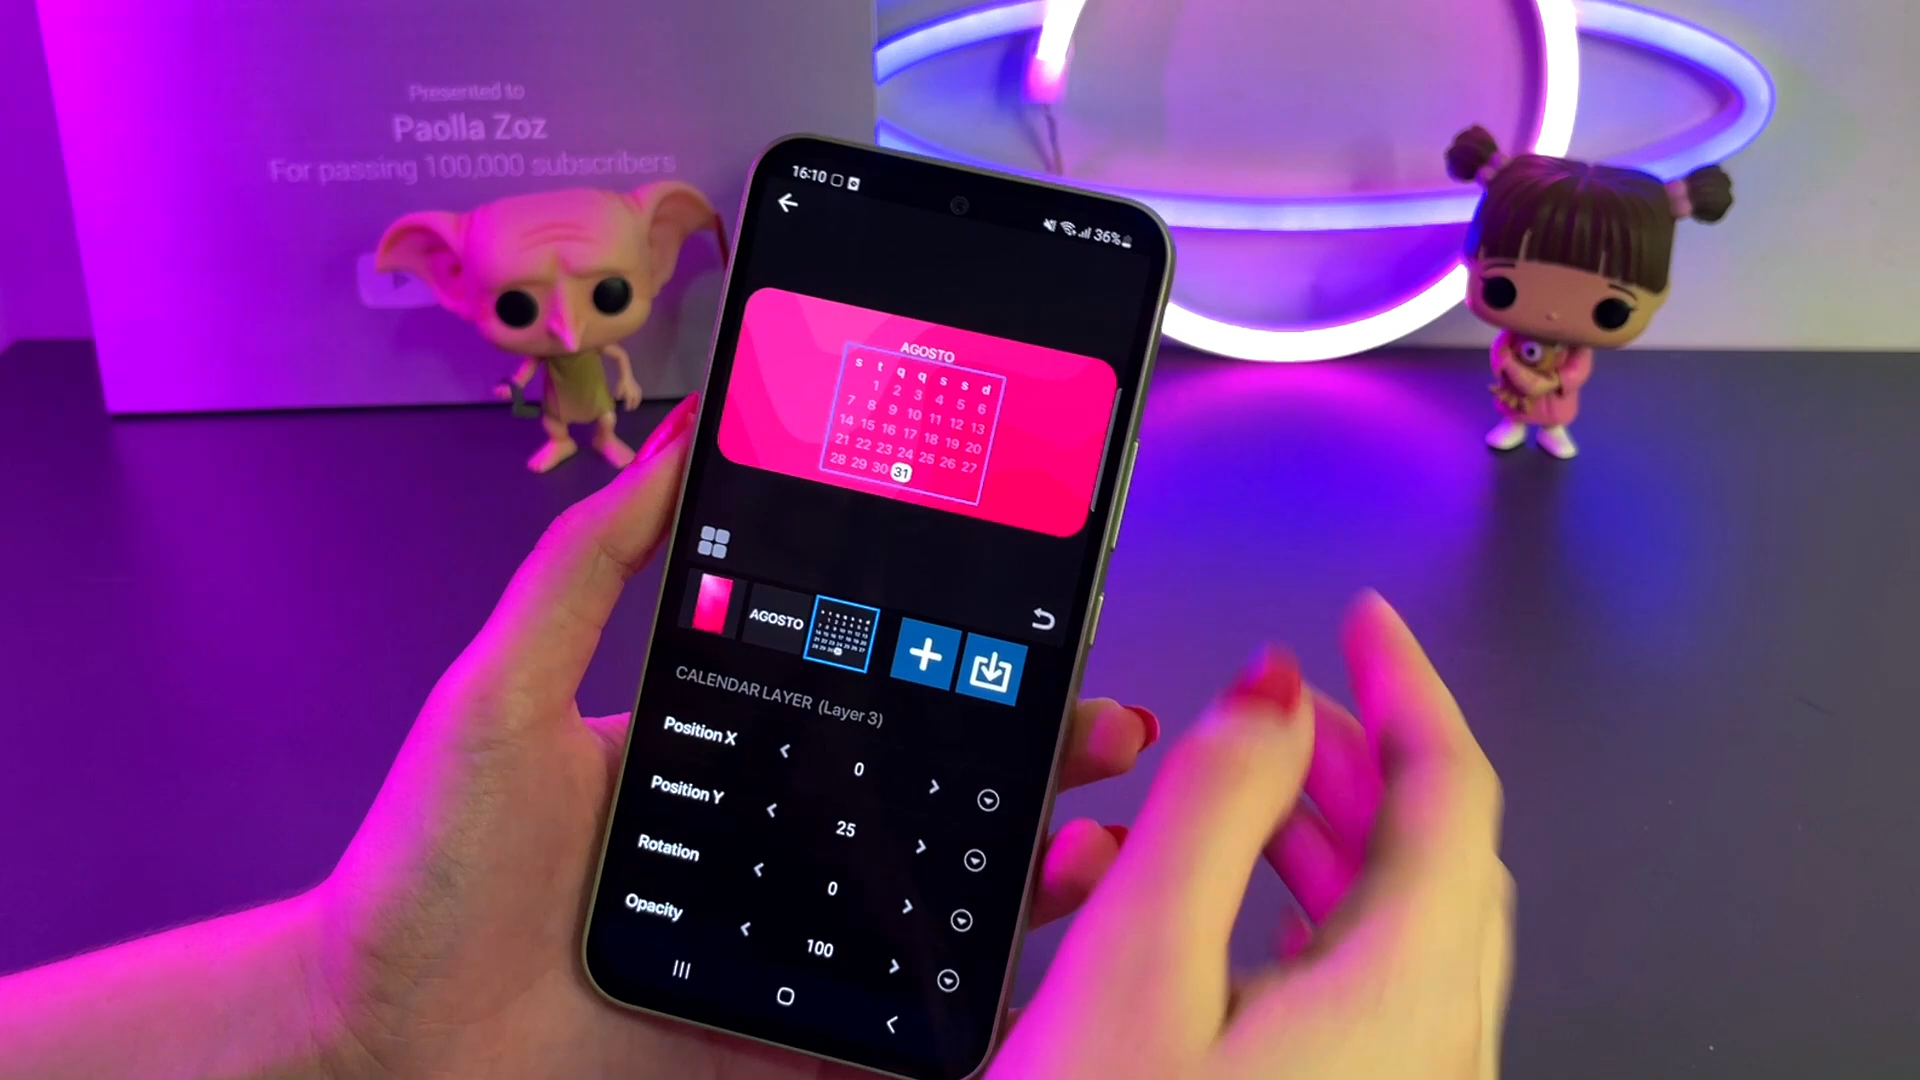 Presented to
Paolla Zoz
For passing 100,000 subscribers
16:10
36%
AGOSTO
s t q q s s d
1 2 3 4 5 6
7 8 9 10 11 12 13
14 15 16 17 18 19 20
21 22 23 24 25 26 27
28 29 30 31
AGOSTO
CALENDAR LAYER (Layer 3)
Position X < 0 >
Position Y < 25 >
Rotation < 0 >
Opacity < 100 >